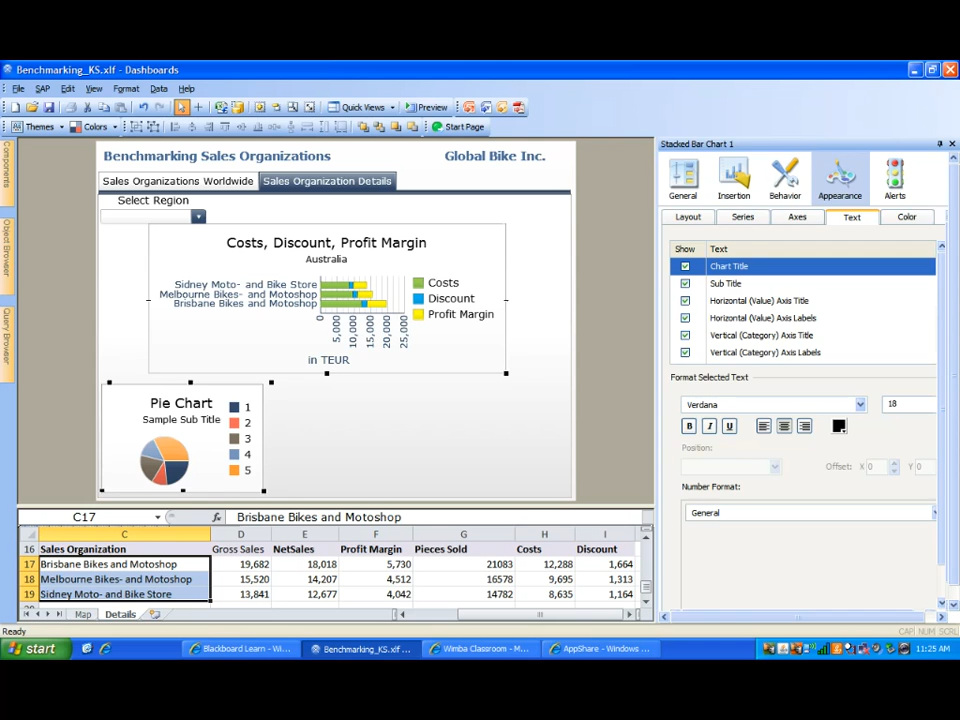 Benchmarking_KS.xlf - Dashboards
File SAP Edit View Format Data Help
Quick Views Preview
Themes Colors Start Page
Components
Object Browser
Query Browser
Benchmarking Sales Organizations Global Bike Inc.
Sales Organizations Worldwide Sales Organization Details
Select Region
Costs, Discount, Profit Margin
Australia
Sidney Moto- and Bike Store
Melbourne Bikes- and Motoshop
Brisbane Bikes and Motoshop
Costs
Discount
Profit Margin
0 5,000 10,000 15,000 20,000 25,000
in TEUR
Pie Chart
Sample Sub Title
1
2
3
4
5
Stacked Bar Chart 1
General Insertion Behavior Appearance Alerts
Layout Series Axes Text Color
Show Text
Chart Title
Sub Title
Horizontal (Value) Axis Title
Horizontal (Value) Axis Labels
Vertical (Category) Axis Title
Vertical (Category) Axis Labels
Format Selected Text
Verdana 18
B I U
Position:
Offset: X 0 Y 0
Number Format:
General
C17 fx Brisbane Bikes and Motoshop
C D E F G H I
16 Sales Organization Gross Sales NetSales Profit Margin Pieces Sold Costs Discount
17 Brisbane Bikes and Motoshop 19,682 18,018 5,730 21083 12,288 1,664
18 Melbourne Bikes- and Motoshop 15,520 14,207 4,512 16578 9,695 1,313
19 Sidney Moto- and Bike Store 13,841 12,677 4,042 14782 8,635 1,164
Map Details
Ready CAP NUM SCRL
start Blackboard Learn - Wi... Benchmarking_KS.xlf ... Wimba Classroom - M... AppShare - Windows ... 11:25 AM